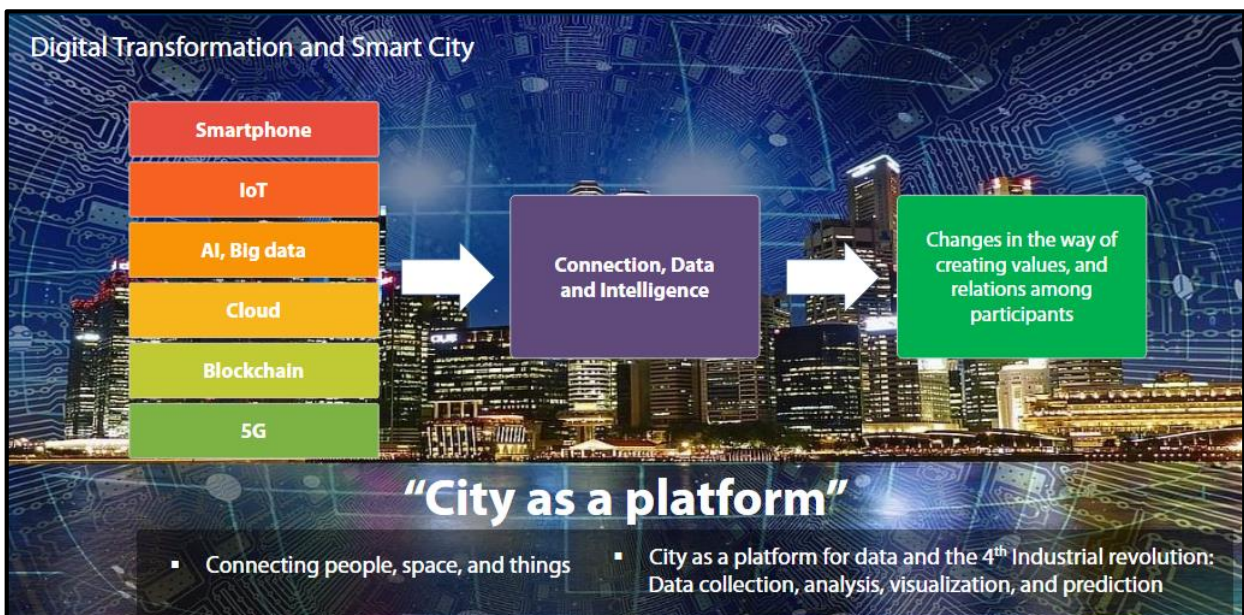 Digital Transformation and Smart City
Smartphone
IoT
AI, Big data
Cloud
Blockchain
5G
Connection, Data
and Intelligence
Changes in the way of
creating values, and
relations among
participants
“City as a platform”
▪ Connecting people, space, and things
▪ City as a platform for data and the 4th Industrial revolution:
Data collection, analysis, visualization, and prediction